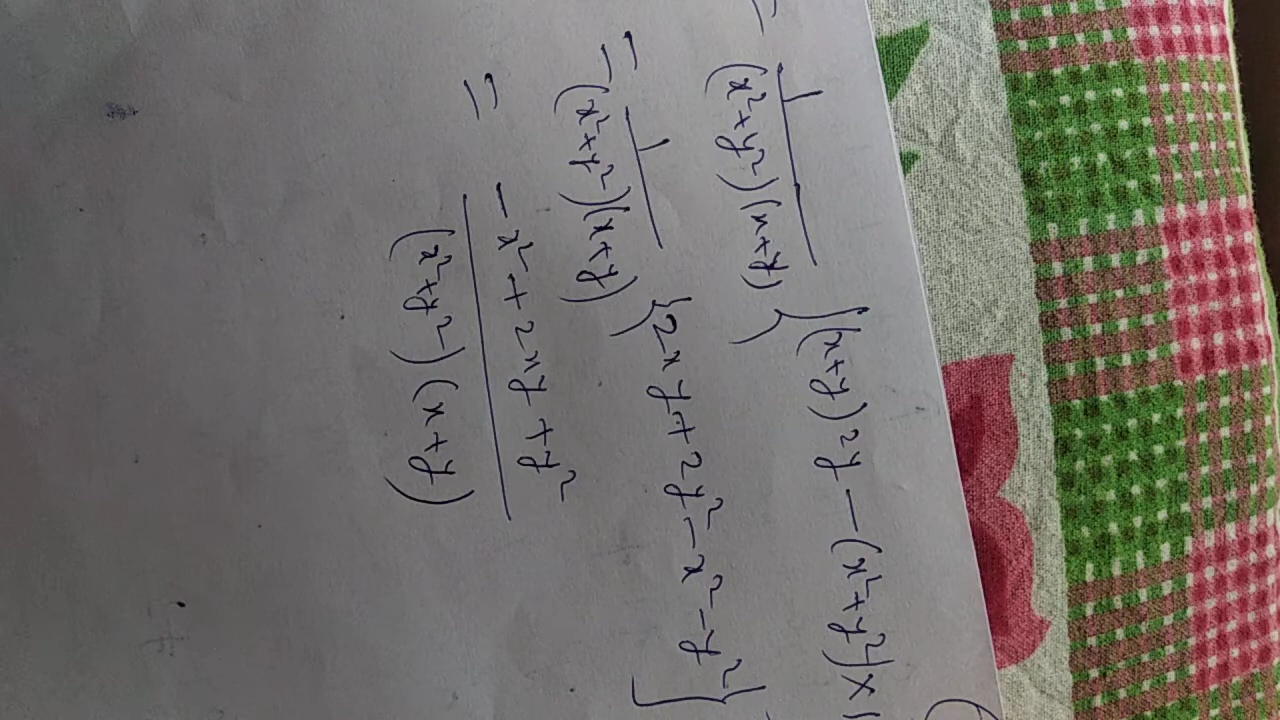 = 1/(x²+y²)(x+y) {(x+y)2y − (x²+y²)×1
= 1/(x²+y²)(x+y) {2xy+2y²−x²−y²}
= −x²+2xy+y²/(x²+y²)(x+y)